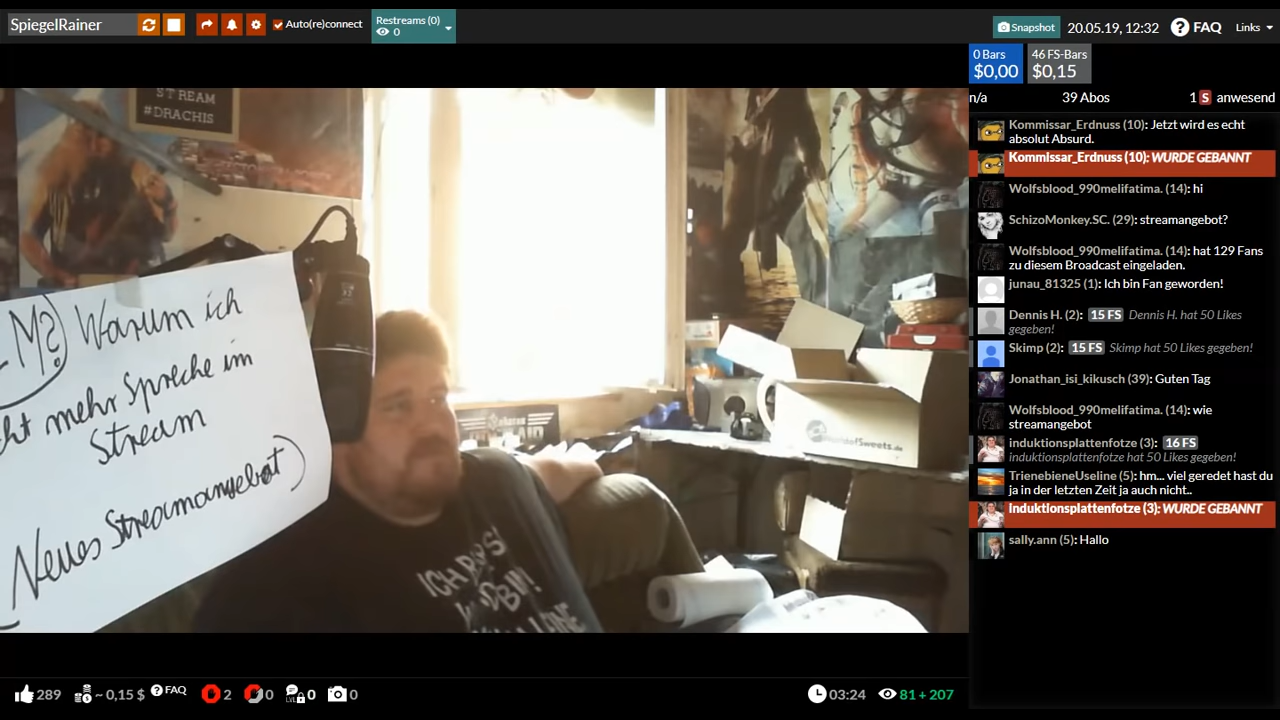 SpiegelRainer
Auto(re)connect
Restreams (0)
0
Snapshot
20.05.19, 12:32
? FAQ
Links
0 Bars
$0,00
46 FS-Bars
$0,15
n/a
39 Abos
1 S anwesend
STREAM
#DRACHIS
M?) Warum ich
cht mehr Spreche im
Stream
Neues Streamangebot)
WorldofSweets.de
ICH
Kommissar_Erdnuss (10): Jetzt wird es echt
absolut Absurd.
Kommissar_Erdnuss (10): WURDE GEBANNT
Wolfsblood_990melifatima. (14): hi
SchizoMonkey.SC. (29): streamangebot?
Wolfsblood_990melifatima. (14): hat 129 Fans
zu diesem Broadcast eingeladen.
junau_81325 (1): Ich bin Fan geworden!
Dennis H. (2): 15 FS Dennis H. hat 50 Likes
gegeben!
Skimp (2): 15 FS Skimp hat 50 Likes gegeben!
Jonathan_isi_kikusch (39): Guten Tag
Wolfsblood_990melifatima. (14): wie
streamangebot
induktionsplattenfotze (3): 16 FS
induktionsplattenfotze hat 50 Likes gegeben!
TrienebieneUseline (5): hm... viel geredet hast du
ja in der letzten Zeit ja auch nicht..
Induktionsplattenfotze (3): WURDE GEBANNT
sally.ann (5): Hallo
289
~ 0,15 $
? FAQ
2
0
LVL
0
0
03:24
81 + 207